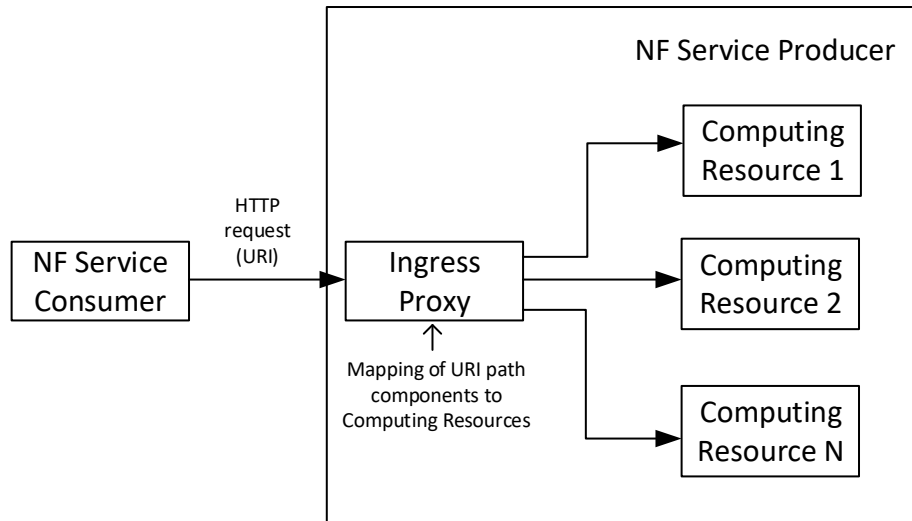 NF Service Producer
Computing
Resource 1
HTTP
request
(URI)
NF Service
Consumer
Ingress
Proxy
Computing
Resource 2
Mapping of URI path
components to
Computing Resources
Computing
Resource N